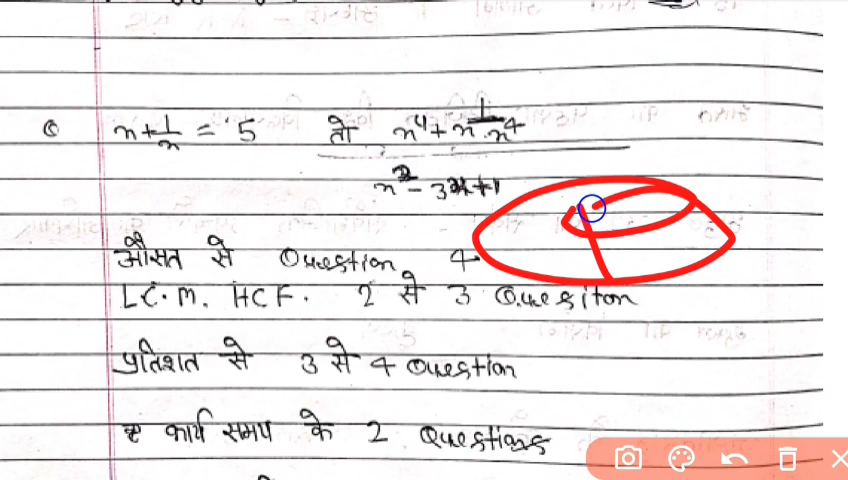 Q x + 1/x = 5 तो x⁴ + 1/x⁴
x² - 3x + 1
औसत से Question 4
L.C.M. HCF. 2 से 3 Quesiton
प्रतिशत से 3 से 4 Question
कार्य समय के 2 Questions